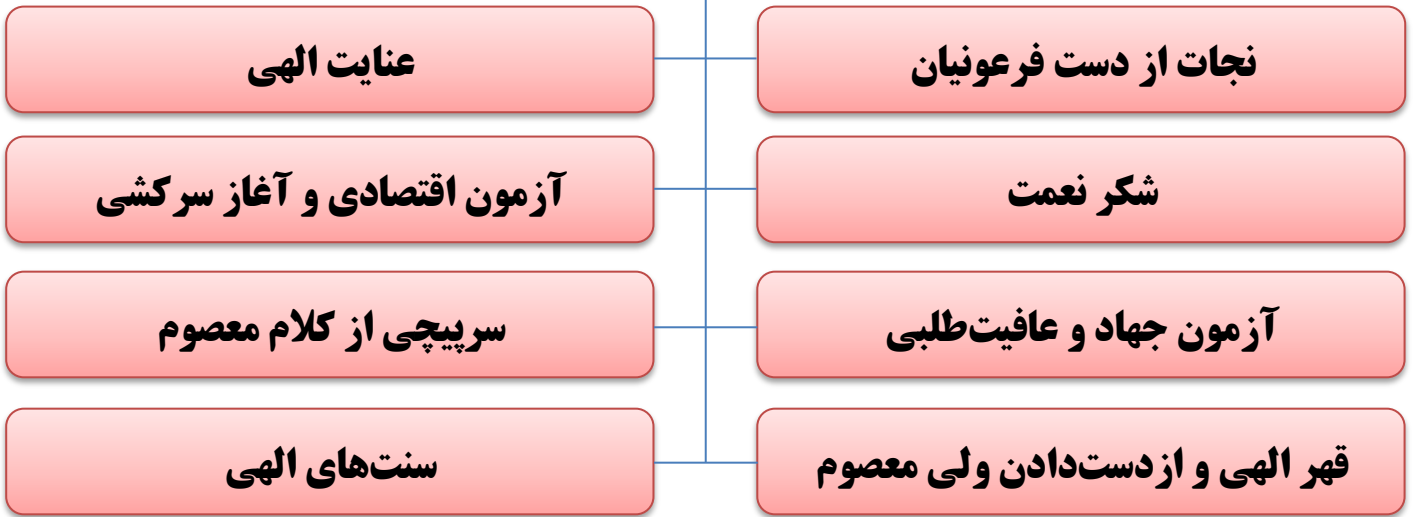 نجات از دست فرعونیان
عنایت الهی
شکر نعمت
آزمون اقتصادی و آغاز سرکشی
آزمون جهاد و عافیت‌طلبی
سرپیچی از کلام معصوم
قهر الهی و ازدست‌دادن ولی معصوم
سنت‌های الهی